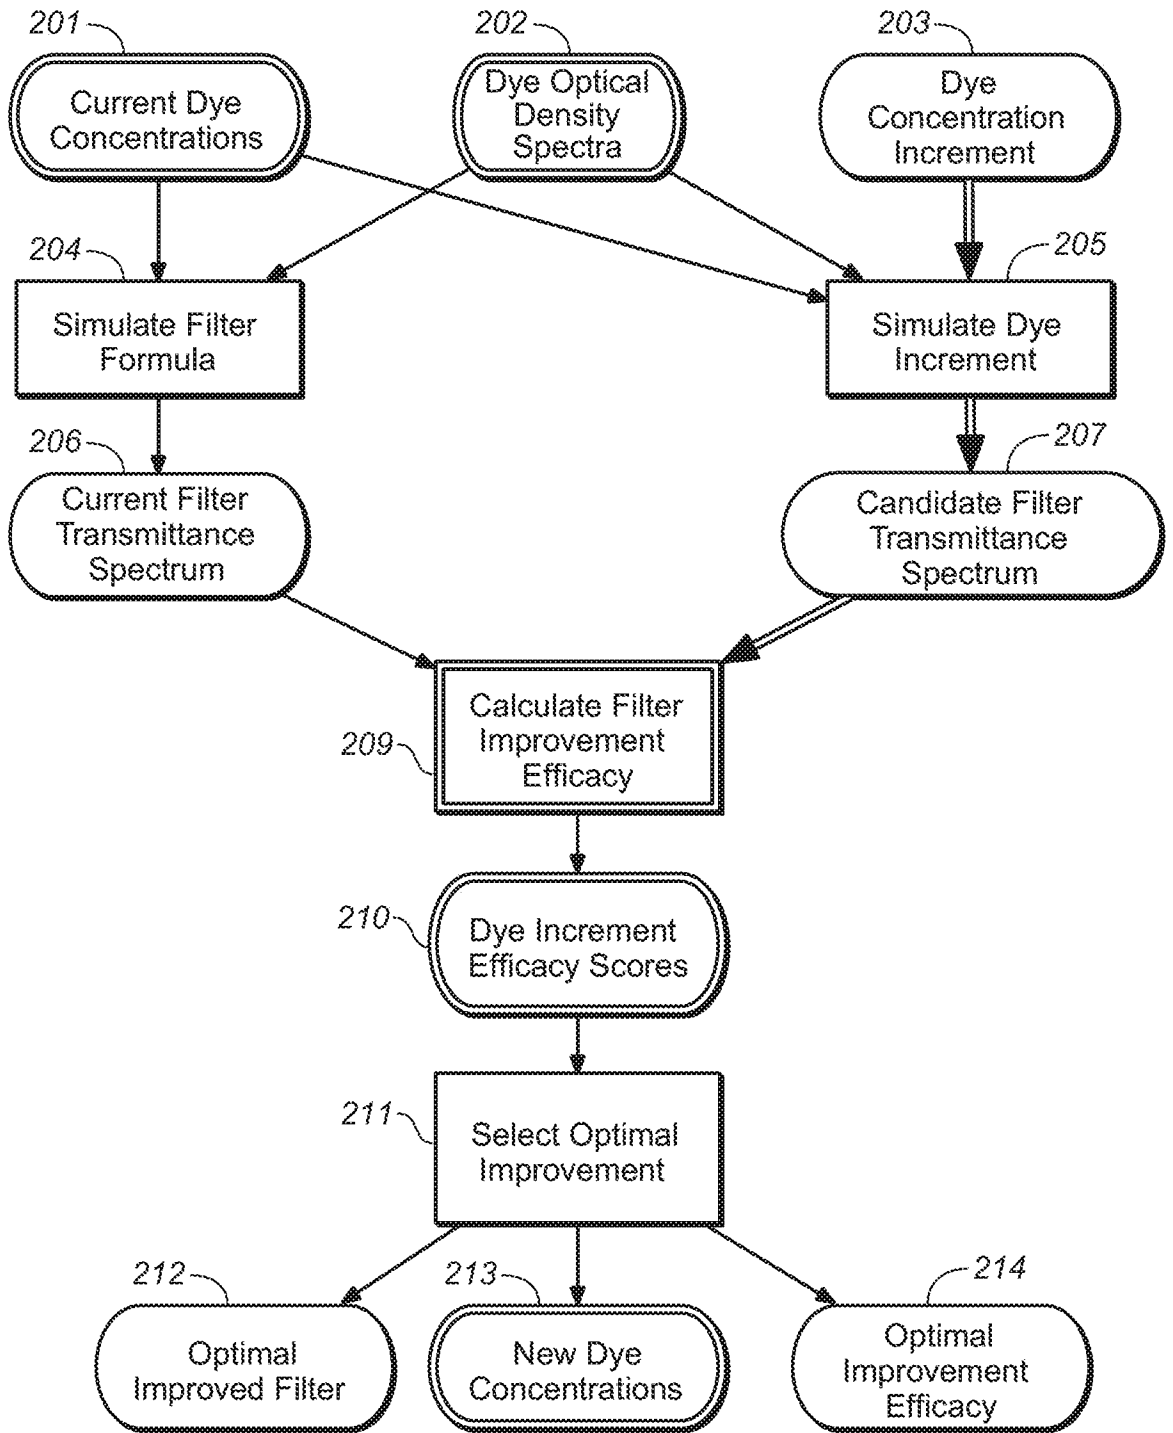 201
202
203
Current Dye
Concentrations
Dye Optical
Density
Spectra
Dye
Concentration
Increment
204
205
Simulate Filter
Formula
Simulate Dye
Increment
206
207
Current Filter
Transmittance
Spectrum
Candidate Filter
Transmittance
Spectrum
209
Calculate Filter
Improvement
Efficacy
210
Dye Increment
Efficacy Scores
211
Select Optimal
Improvement
212
213
214
Optimal
Improved Filter
New Dye
Concentrations
Optimal
Improvement
Efficacy